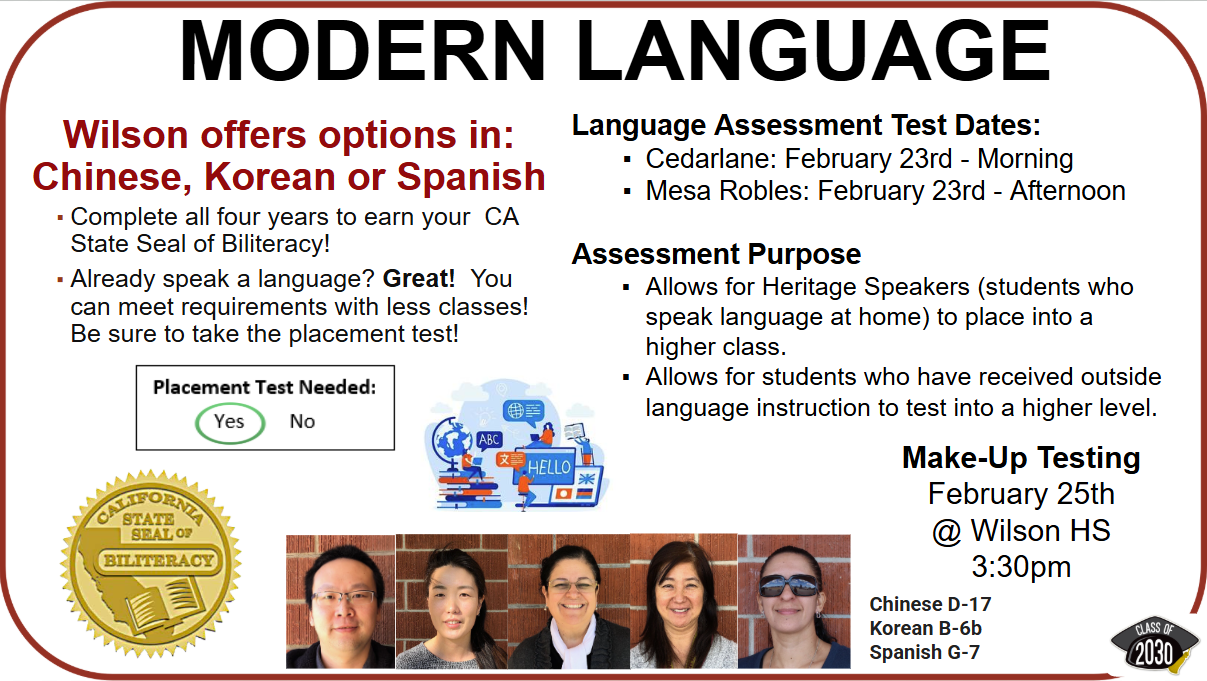 MODERN LANGUAGE
Wilson offers options in:
Chinese, Korean or Spanish
▪ Complete all four years to earn your CA
State Seal of Biliteracy!
▪ Already speak a language? Great! You
can meet requirements with less classes!
Be sure to take the placement test!
Placement Test Needed:
Yes No
CALIFORNIA
STATE
SEAL OF
BILITERACY
ABC
文
HELLO
Language Assessment Test Dates:
▪ Cedarlane: February 23rd - Morning
▪ Mesa Robles: February 23rd - Afternoon
Assessment Purpose
▪ Allows for Heritage Speakers (students who
speak language at home) to place into a
higher class.
▪ Allows for students who have received outside
language instruction to test into a higher level.
Make-Up Testing
February 25th
@ Wilson HS
3:30pm
Chinese D-17
Korean B-6b
Spanish G-7
CLASS OF
2030